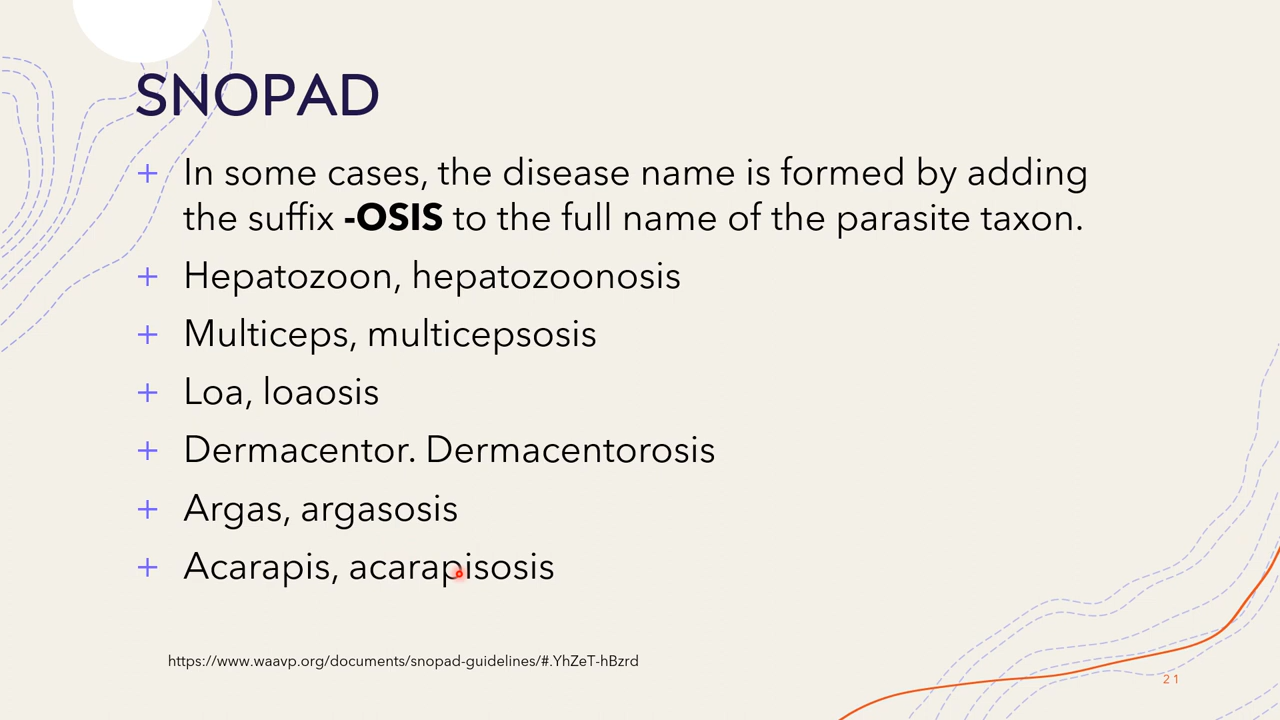 SNOPAD
+ In some cases, the disease name is formed by adding
the suffix -OSIS to the full name of the parasite taxon.
+ Hepatozoon, hepatozoonosis
+ Multiceps, multicepsosis
+ Loa, loaosis
+ Dermacentor. Dermacentorosis
+ Argas, argasosis
+ Acarapis, acarapisosis
https://www.waavp.org/documents/snopad-guidelines/#.YhZeT-hBzrd
21